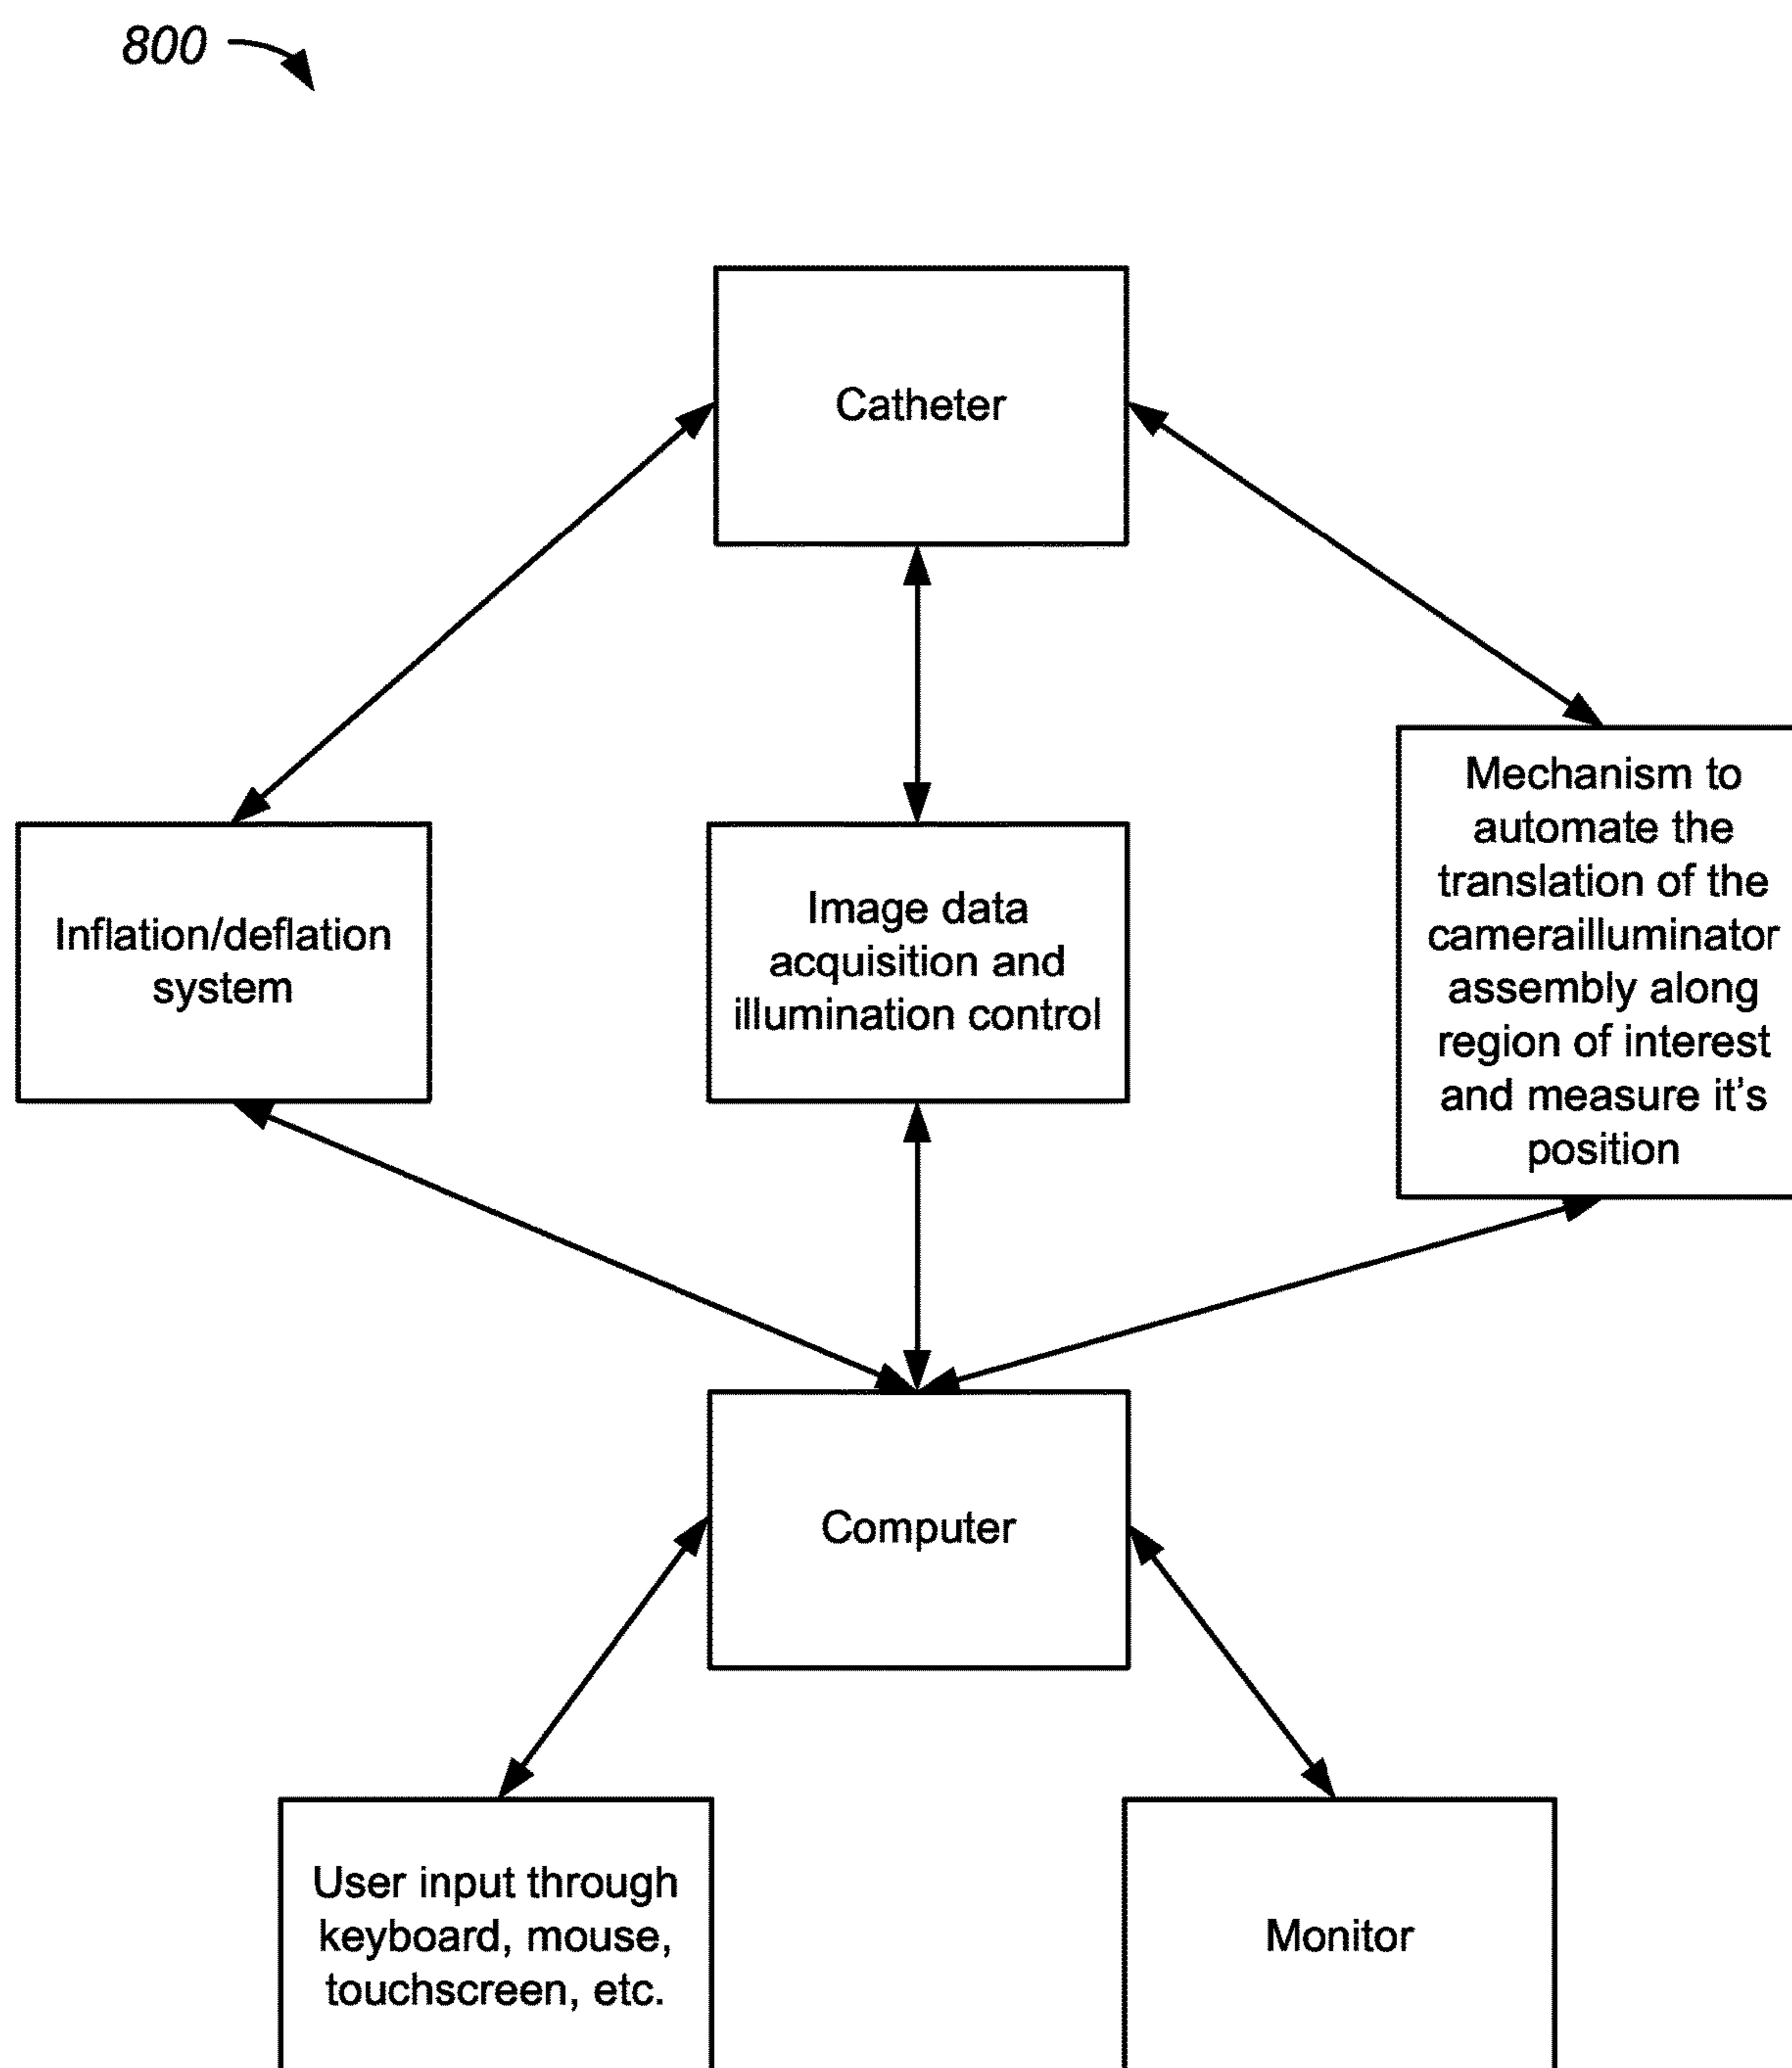 800
Catheter
Inflation/deflation
system
Image data
acquisition and
illumination control
Mechanism to
automate the
translation of the
camerailluminator
assembly along
region of interest
and measure it’s
position
Computer
User input through
keyboard, mouse,
touchscreen, etc.
Monitor